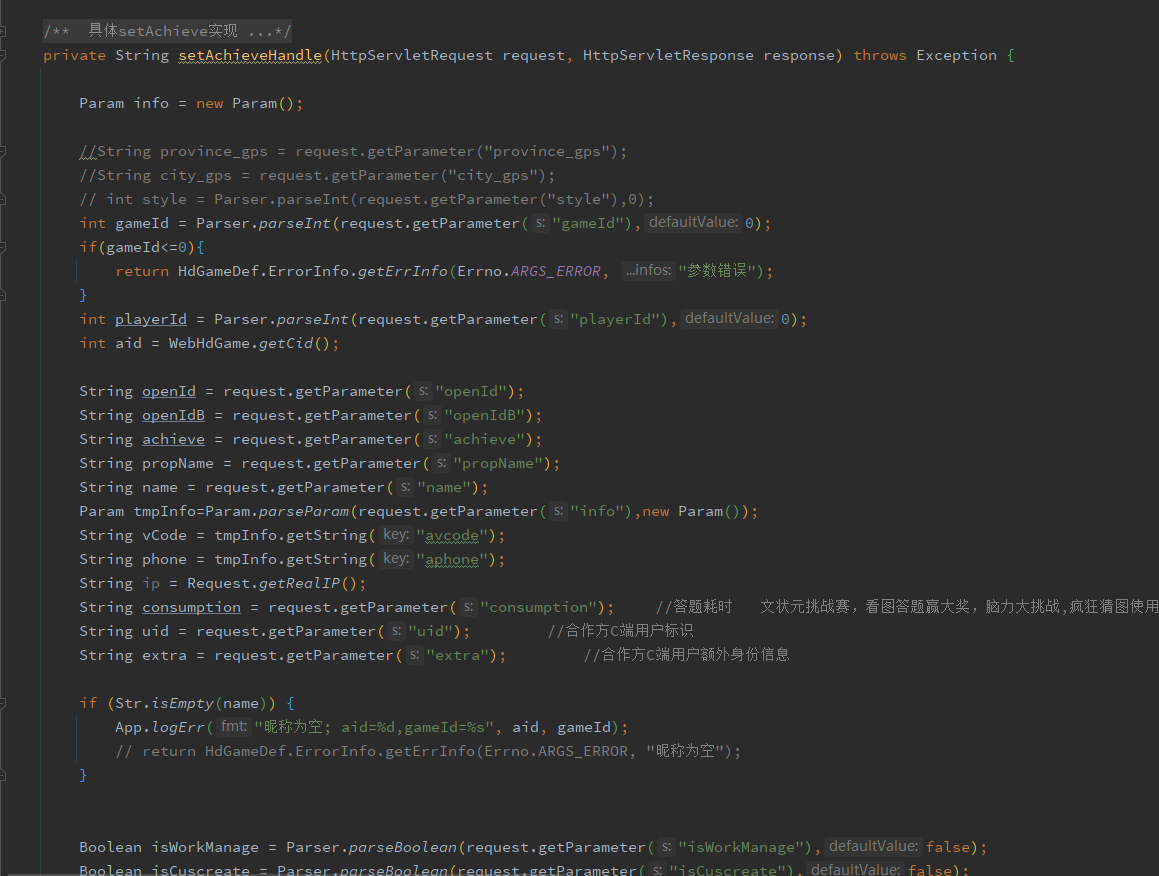 /**  具体setAchieve实现 ...*/
private String setAchieveHandle(HttpServletRequest request, HttpServletResponse response) throws Exception {
Param info = new Param();
//String province_gps = request.getParameter("province_gps");
//String city_gps = request.getParameter("city_gps");
// int style = Parser.parseInt(request.getParameter("style"),0);
int gameId = Parser.parseInt(request.getParameter( s: "gameId"), defaultValue: 0);
if(gameId<=0){
return HdGameDef.ErrorInfo.getErrInfo(Errno.ARGS_ERROR, ...infos: "参数错误");
}
int playerId = Parser.parseInt(request.getParameter( s: "playerId"), defaultValue: 0);
int aid = WebHdGame.getCid();
String openId = request.getParameter( s: "openId");
String openIdB = request.getParameter( s: "openIdB");
String achieve = request.getParameter( s: "achieve");
String propName = request.getParameter( s: "propName");
String name = request.getParameter( s: "name");
Param tmpInfo=Param.parseParam(request.getParameter( s: "info"),new Param());
String vCode = tmpInfo.getString( key: "avcode");
String phone = tmpInfo.getString( key: "aphone");
String ip = Request.getRealIP();
String consumption = request.getParameter( s: "consumption");    //答题耗时   文状元挑战赛，看图答题赢大奖，脑力大挑战,疯狂猜图使用
String uid = request.getParameter( s: "uid");        //合作方C端用户标识
String extra = request.getParameter( s: "extra");        //合作方C端用户额外身份信息
if (Str.isEmpty(name)) {
App.logErr( fmt: "昵称为空; aid=%d,gameId=%s", aid, gameId);
// return HdGameDef.ErrorInfo.getErrInfo(Errno.ARGS_ERROR, "昵称为空");
}
Boolean isWorkManage = Parser.parseBoolean(request.getParameter( s: "isWorkManage"), defaultValue: false);
Boolean isCuscreate = Parser.parseBoolean(request.getParameter( s: "isCuscreate"), defaultValue: false);